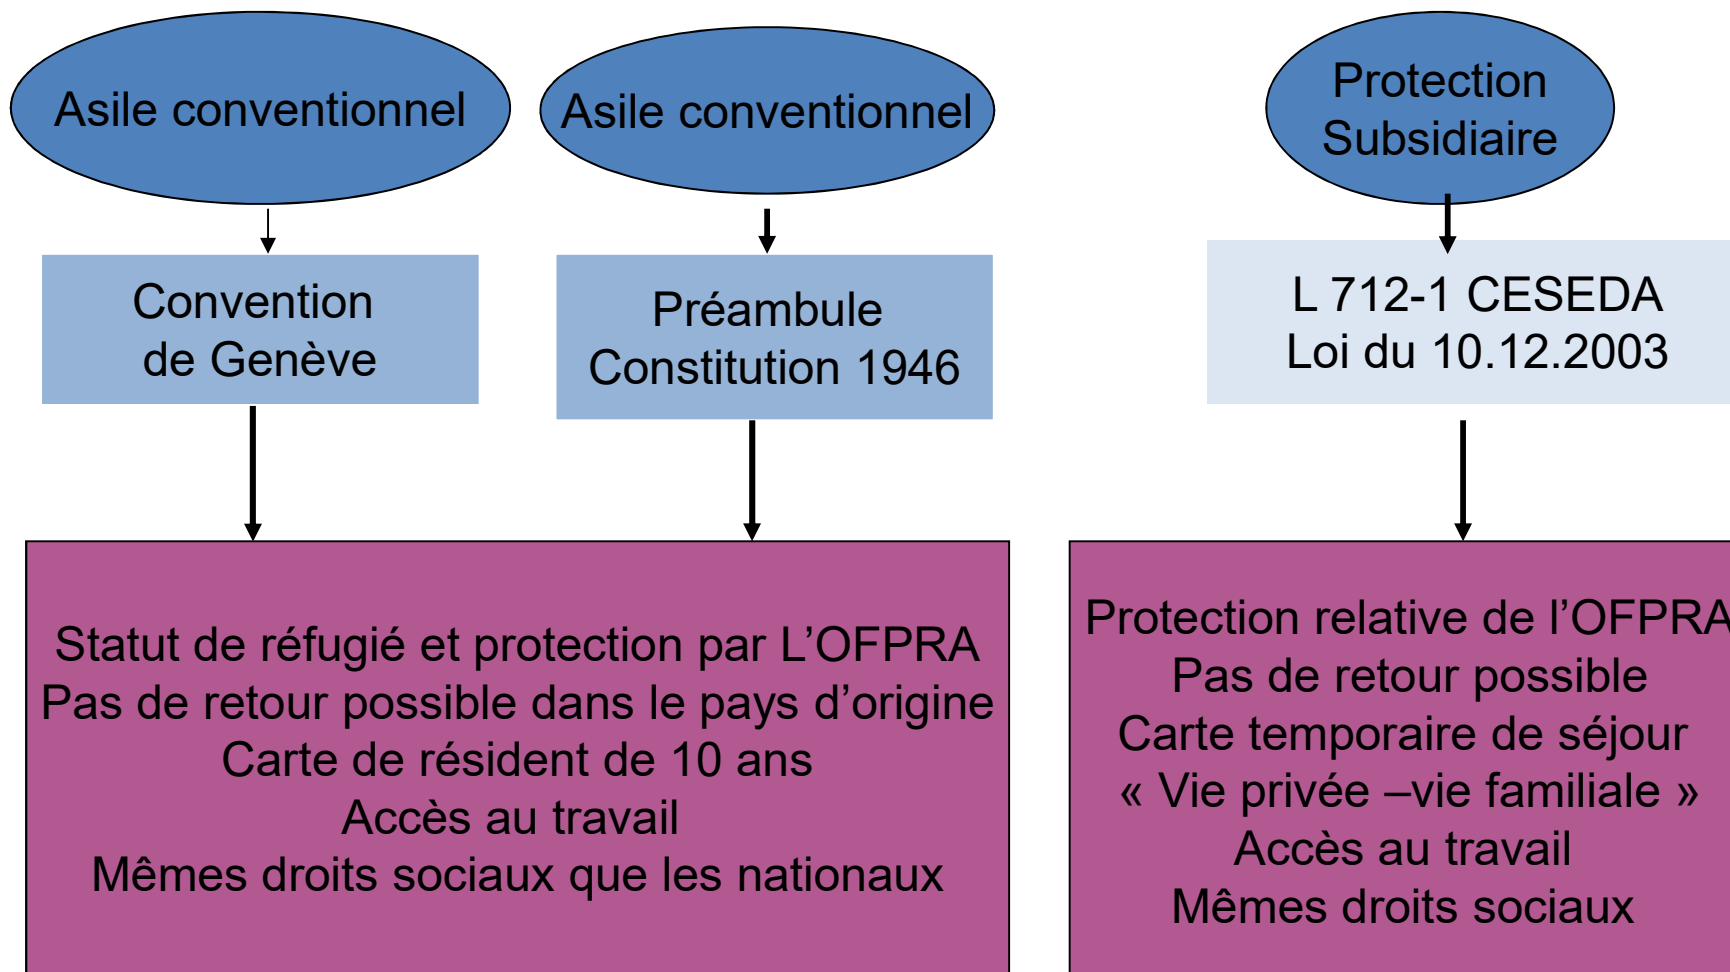 Asile conventionnel
Asile conventionnel
Protection
Subsidiaire
Convention
de Genève
Préambule
Constitution 1946
L 712-1 CESEDA
Loi du 10.12.2003
Statut de réfugié et protection par L’OFPRA
Pas de retour possible dans le pays d’origine
Carte de résident de 10 ans
Accès au travail
Mêmes droits sociaux que les nationaux
Protection relative de l’OFPRA
Pas de retour possible
Carte temporaire de séjour
« Vie privée –vie familiale »
Accès au travail
Mêmes droits sociaux